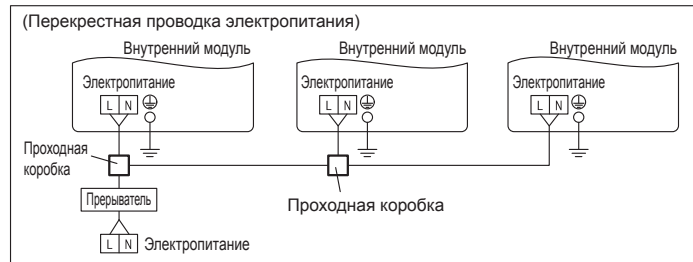 (Перекрестная проводка электропитания)
Внутренний модуль
Внутренний модуль
Внутренний модуль
Электропитание
Электропитание
Электропитание
L N
L N
L N
Проходная
коробка
Прерыватель
Проходная коробка
L N Электропитание